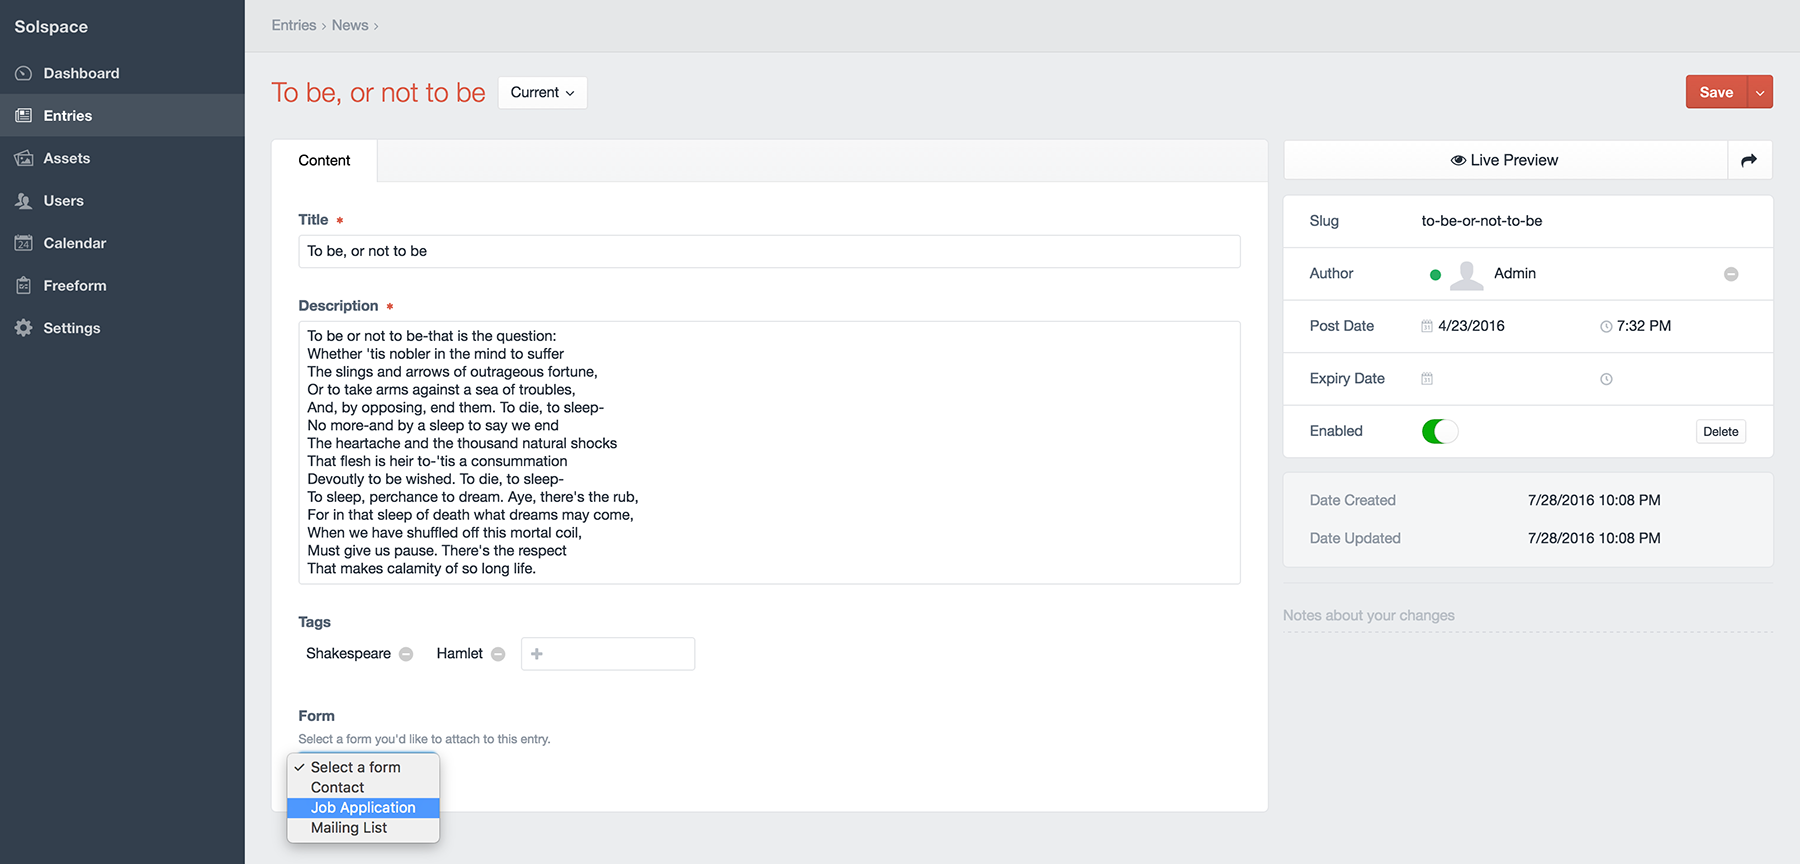 Solspace
Dashboard
Entries
Assets
Users
24 Calendar
Freeform
Settings
Entries › News ›
To be, or not to be
Current
Save
Content
Title *
To be, or not to be
Description *
To be or not to be-that is the question:
Whether 'tis nobler in the mind to suffer
The slings and arrows of outrageous fortune,
Or to take arms against a sea of troubles,
And, by opposing, end them. To die, to sleep-
No more-and by a sleep to say we end
The heartache and the thousand natural shocks
That flesh is heir to-'tis a consummation
Devoutly to be wished. To die, to sleep-
To sleep, perchance to dream. Aye, there's the rub,
For in that sleep of death what dreams may come,
When we have shuffled off this mortal coil,
Must give us pause. There's the respect
That makes calamity of so long life.
Tags
Shakespeare
Hamlet
Form
Select a form you'd like to attach to this entry.
✓ Select a form
Contact
Job Application
Mailing List
Live Preview
Slug to-be-or-not-to-be
Author Admin
Post Date 4/23/2016 7:32 PM
Expiry Date
Enabled Delete
Date Created 7/28/2016 10:08 PM
Date Updated 7/28/2016 10:08 PM
Notes about your changes